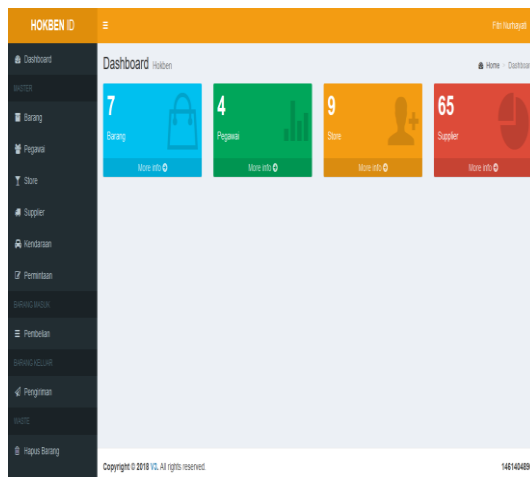 HOKBEN ID
Fitri Nurhayati
Dashboard
MASTER
Barang
Pegawai
Store
Supplier
Kendaraan
Permintaan
BARANG MASUK
Pembelian
BARANG KELUAR
Pengiriman
WASTE
Hapus Barang
Dashboard Hokben
Home > Dashboar
7
Barang
More info
4
Pegawai
More info
9
Store
More info
65
Supplier
More info
Copyright © 2018 V3. All rights reserved.
146140489